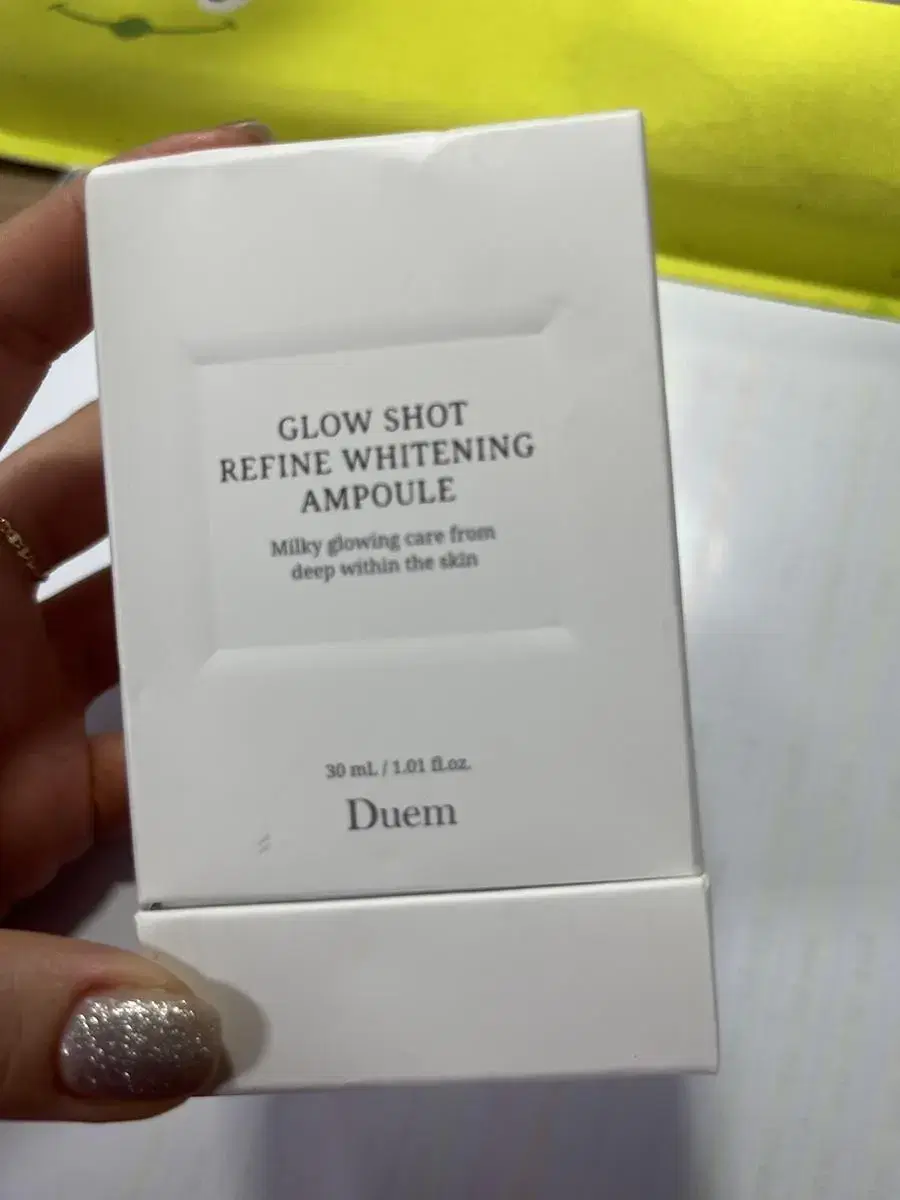 GLOW SHOT
REFINE WHITENING
AMPOULE
Milky glowing care from
deep within the skin
30 mL / 1.01 fl.oz.
Duem